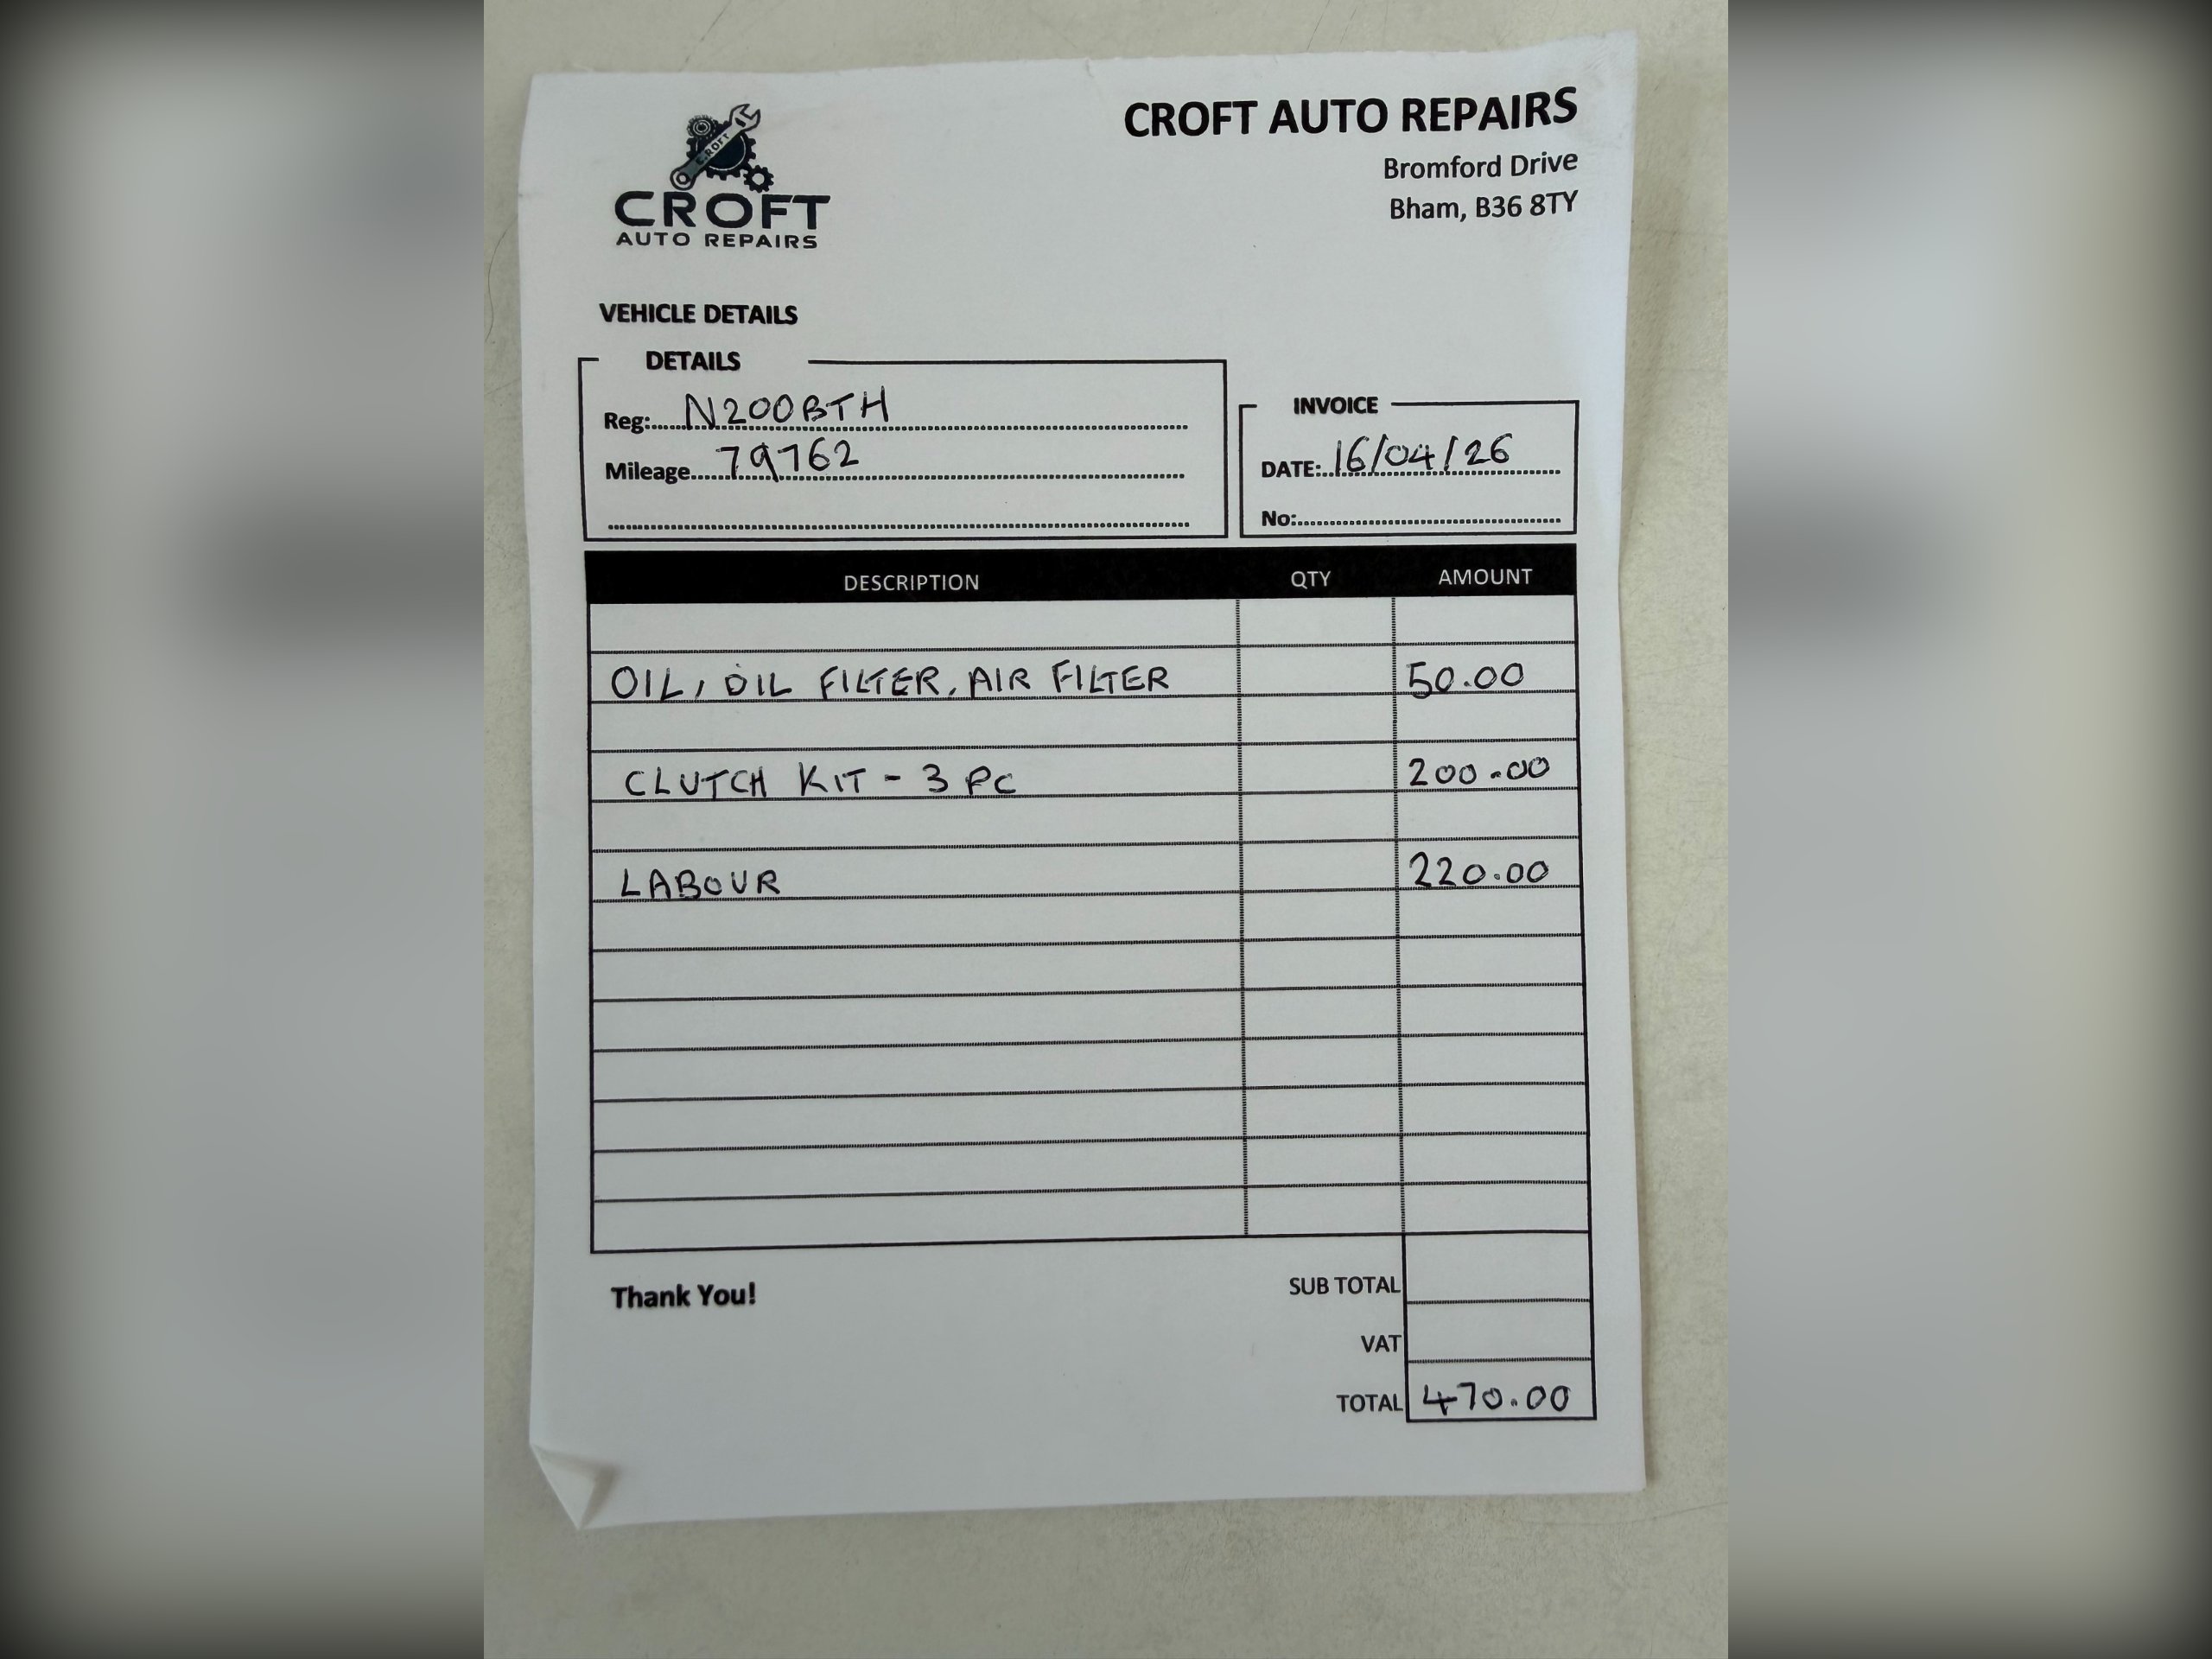 CROFT
CROFT
AUTO REPAIRS
CROFT AUTO REPAIRS
Bromford Drive
Bham, B36 8TY
VEHICLE DETAILS
DETAILS
Reg:......N200BTH
Mileage...79762
INVOICE
DATE:..16/04/26
No:
DESCRIPTION QTY AMOUNT
OIL, OIL FILTER, AIR FILTER 50.00
CLUTCH KIT - 3 PC 200.00
LABOUR 220.00
Thank You!
SUB TOTAL
VAT
TOTAL 470.00